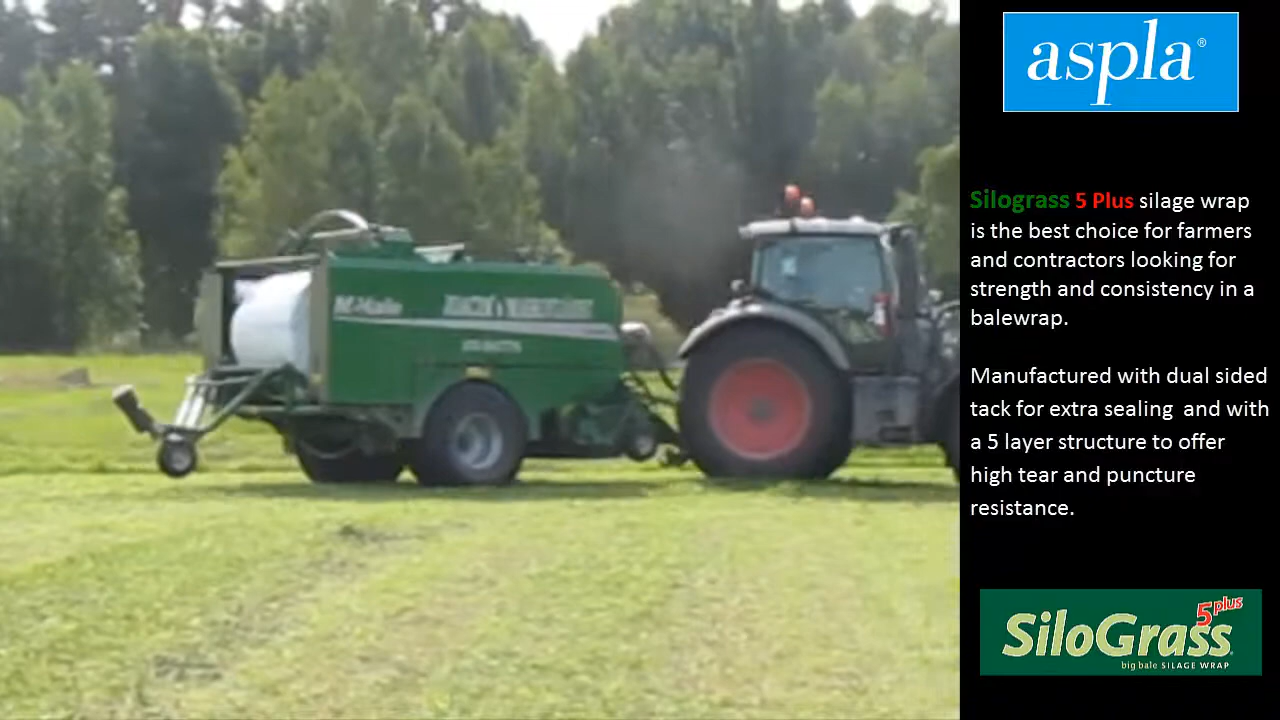 aspla®
Silograss 5 Plus silage wrap
is the best choice for farmers
and contractors looking for
strength and consistency in a
balewrap.
Manufactured with dual sided
tack for extra sealing and with
a 5 layer structure to offer
high tear and puncture
resistance.
McHale
SiloGrass 5 plus
big bale SILAGE WRAP